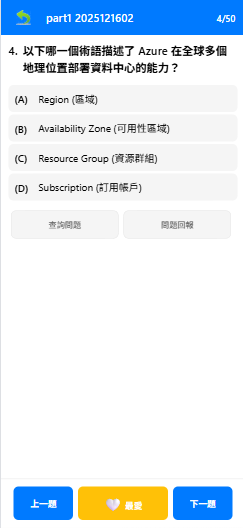 part1 2025121602
4/50
4. 以下哪一個術語描述了 Azure 在全球多個
地理位置部署資料中心的能力？
(A) Region (區域)
(B) Availability Zone (可用性區域)
(C) Resource Group (資源群組)
(D) Subscription (訂用帳戶)
查詢問題
問題回報
上一題
最愛
下一題